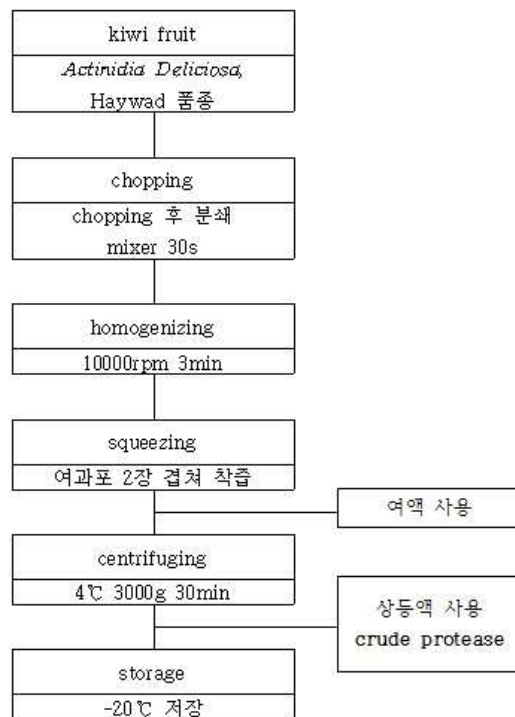 kiwi fruit
Actinidia Deliciosa,
Haywad 품종
chopping
chopping 후 분쇄
mixer 30s
homogenizing
10000rpm 3min
squeezing
여과포 2장 겹쳐 착즙
여액 사용
centrifuging
4℃ 3000g 30min
상등액 사용
crude protease
storage
-20℃ 저장